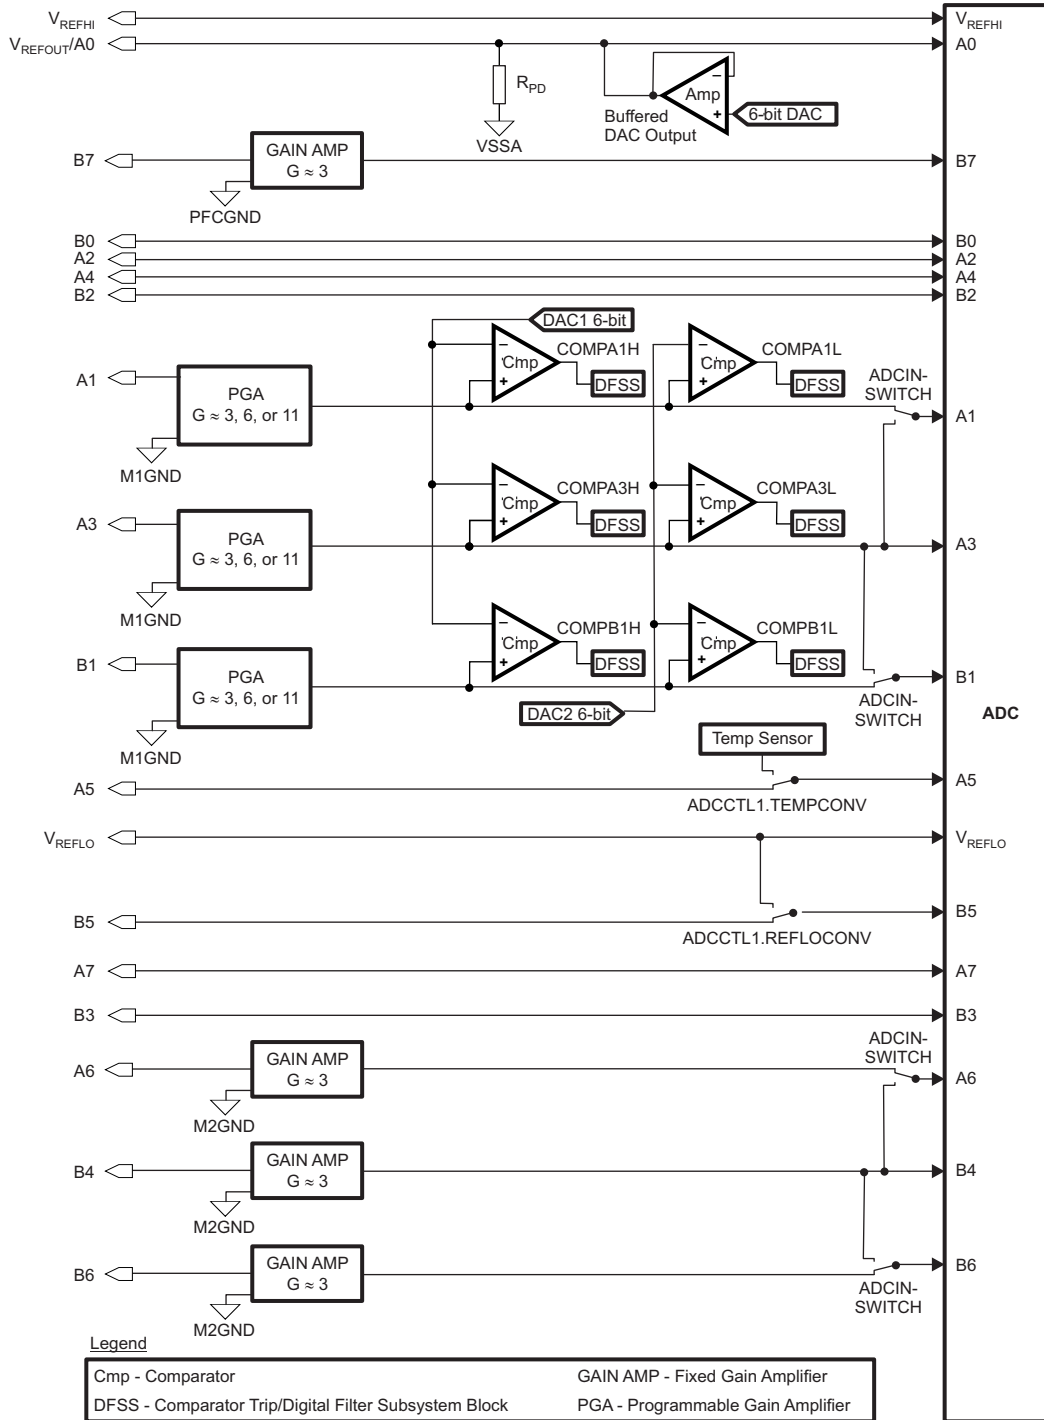 VREFHI
VREFHI
VREFOUT/A0
A0
RPD
Amp
6-bit DAC
Buffered
DAC Output
VSSA
B7
GAIN AMP
G ≈ 3
B7
PFCGND
B0
B0
A2
A2
A4
A4
B2
B2
DAC1 6-bit
Cmp
COMPA1H
DFSS
Cmp
COMPA1L
DFSS
ADCIN-
SWITCH
A1
PGA
G ≈ 3, 6, or 11
A1
M1GND
Cmp
COMPA3H
DFSS
Cmp
COMPA3L
DFSS
A3
PGA
G ≈ 3, 6, or 11
A3
M1GND
Cmp
COMPB1H
DFSS
Cmp
COMPB1L
DFSS
B1
PGA
G ≈ 3, 6, or 11
B1
ADCIN-
SWITCH
ADC
M1GND
DAC2 6-bit
Temp Sensor
A5
A5
ADCCTL1.TEMPCONV
VREFLO
VREFLO
B5
B5
ADCCTL1.REFLOCONV
A7
A7
B3
B3
ADCIN-
SWITCH
A6
GAIN AMP
G ≈ 3
A6
M2GND
B4
GAIN AMP
G ≈ 3
B4
M2GND
B6
GAIN AMP
G ≈ 3
B6
ADCIN-
SWITCH
M2GND
Legend
Cmp - Comparator
GAIN AMP - Fixed Gain Amplifier
DFSS - Comparator Trip/Digital Filter Subsystem Block
PGA - Programmable Gain Amplifier